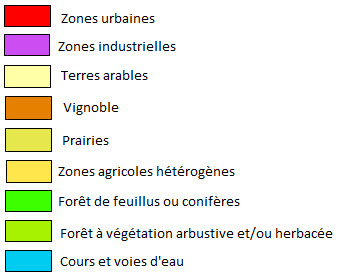 Zones urbaines
Zones industrielles
Terres arables
Vignoble
Prairies
Zones agricoles hétérogènes
Forêt de feuillus ou conifères
Forêt à végétation arbustive et/ou herbacée
Cours et voies d'eau